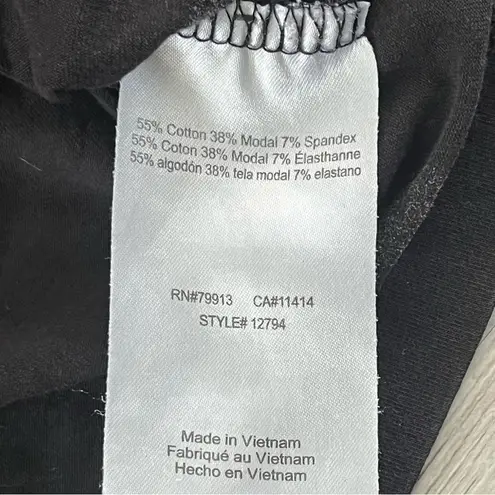 55% Cotton 38% Modal 7% Spandex
55% Coton 38% Modal 7% Élasthanne
55% algodón 38% tela modal 7% elastano
RN#79913 CA#11414
STYLE# 12794
Made in Vietnam
Fabriqué au Vietnam
Hecho en Vietnam